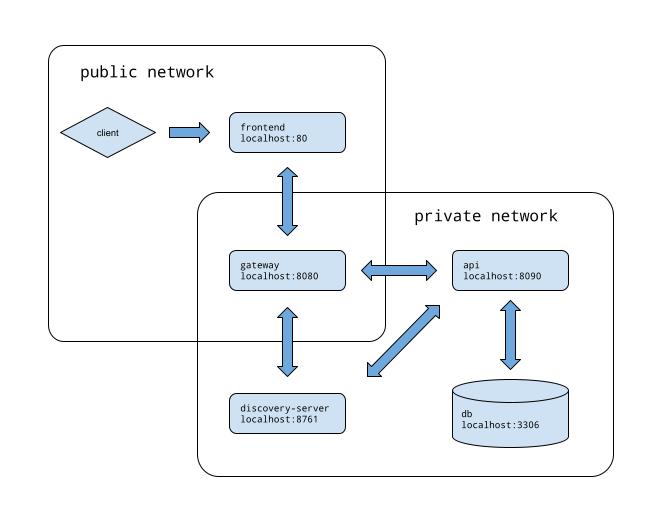 public network
client
frontend
localhost:80
private network
gateway
localhost:8080
api
localhost:8090
discovery-server
localhost:8761
db
localhost:3306